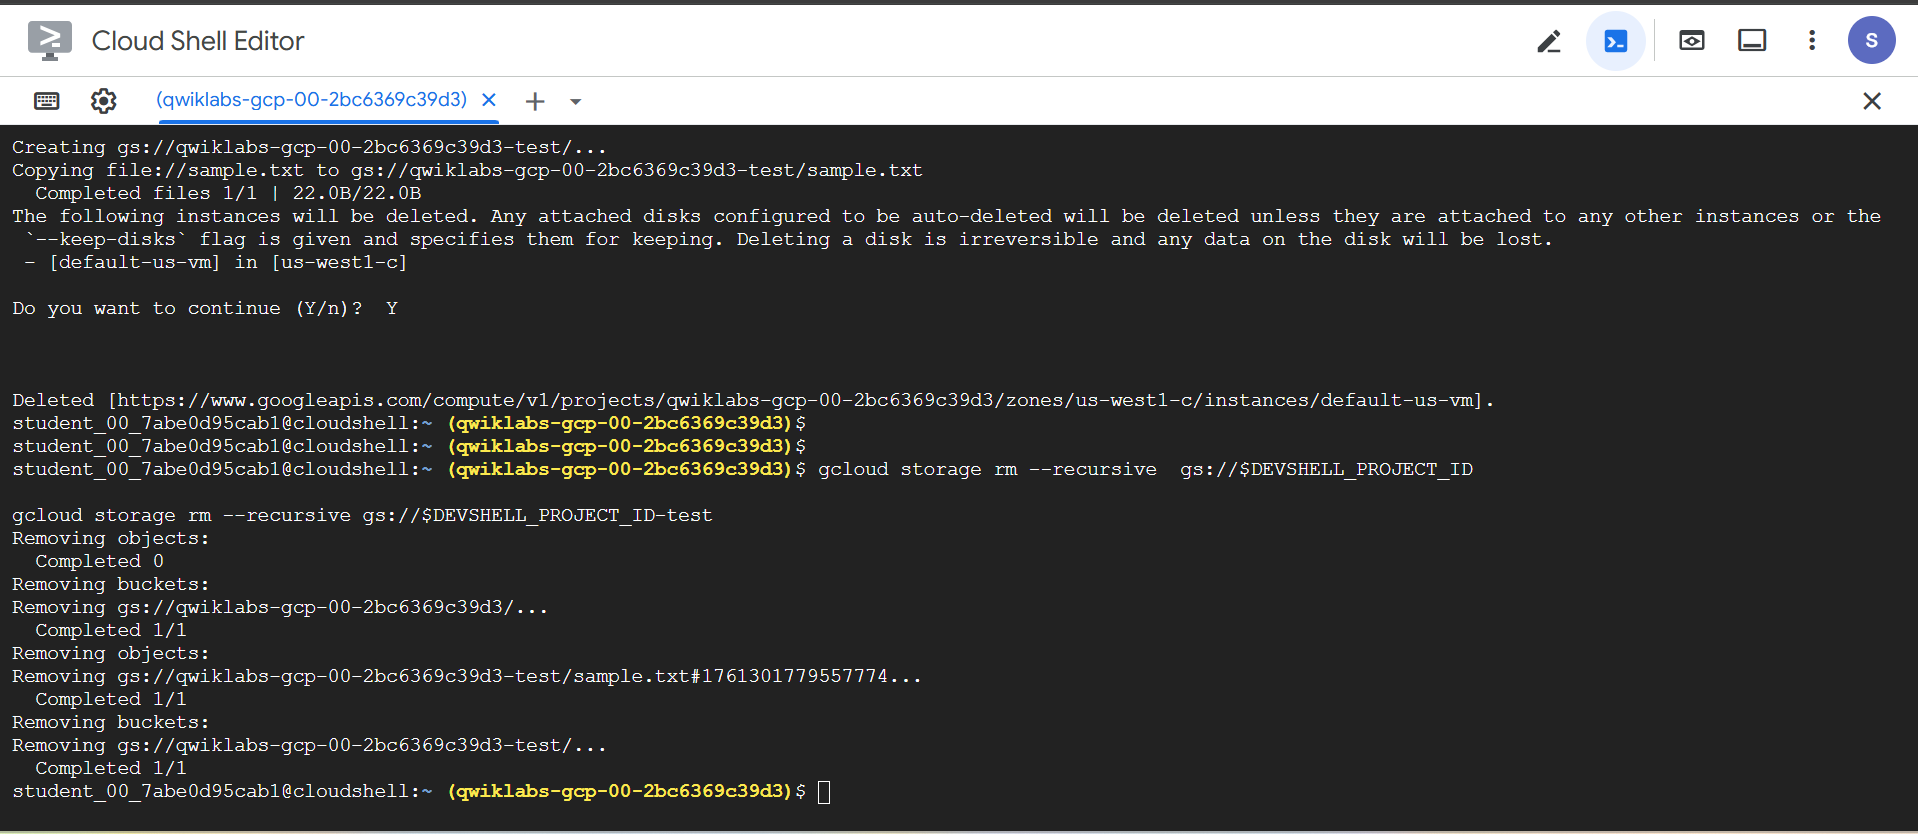 Cloud Shell Editor
S
(qwiklabs-gcp-00-2bc6369c39d3)
Creating gs://qwiklabs-gcp-00-2bc6369c39d3-test/...
Copying file://sample.txt to gs://qwiklabs-gcp-00-2bc6369c39d3-test/sample.txt
  Completed files 1/1 | 22.0B/22.0B
The following instances will be deleted. Any attached disks configured to be auto-deleted will be deleted unless they are attached to any other instances or the
 `--keep-disks` flag is given and specifies them for keeping. Deleting a disk is irreversible and any data on the disk will be lost.
 - [default-us-vm] in [us-west1-c]
Do you want to continue (Y/n)?  Y
Deleted [https://www.googleapis.com/compute/v1/projects/qwiklabs-gcp-00-2bc6369c39d3/zones/us-west1-c/instances/default-us-vm].
student_00_7abe0d95cab1@cloudshell:~ (qwiklabs-gcp-00-2bc6369c39d3)$
student_00_7abe0d95cab1@cloudshell:~ (qwiklabs-gcp-00-2bc6369c39d3)$
student_00_7abe0d95cab1@cloudshell:~ (qwiklabs-gcp-00-2bc6369c39d3)$ gcloud storage rm --recursive  gs://$DEVSHELL_PROJECT_ID
gcloud storage rm --recursive gs://$DEVSHELL_PROJECT_ID-test
Removing objects:
  Completed 0
Removing buckets:
Removing gs://qwiklabs-gcp-00-2bc6369c39d3/...
  Completed 1/1
Removing objects:
Removing gs://qwiklabs-gcp-00-2bc6369c39d3-test/sample.txt#1761301779557774...
  Completed 1/1
Removing buckets:
Removing gs://qwiklabs-gcp-00-2bc6369c39d3-test/...
  Completed 1/1
student_00_7abe0d95cab1@cloudshell:~ (qwiklabs-gcp-00-2bc6369c39d3)$